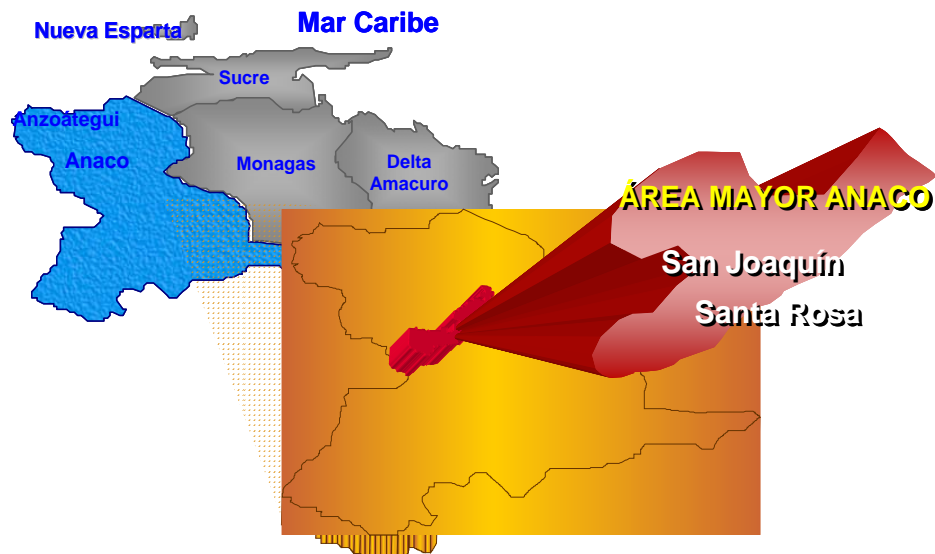 Nueva Esparta
Mar Caribe
Sucre
Anzoátegui
Anaco
Monagas
Delta
Amacuro
ÁREA MAYOR ANACO
San Joaquín
Santa Rosa